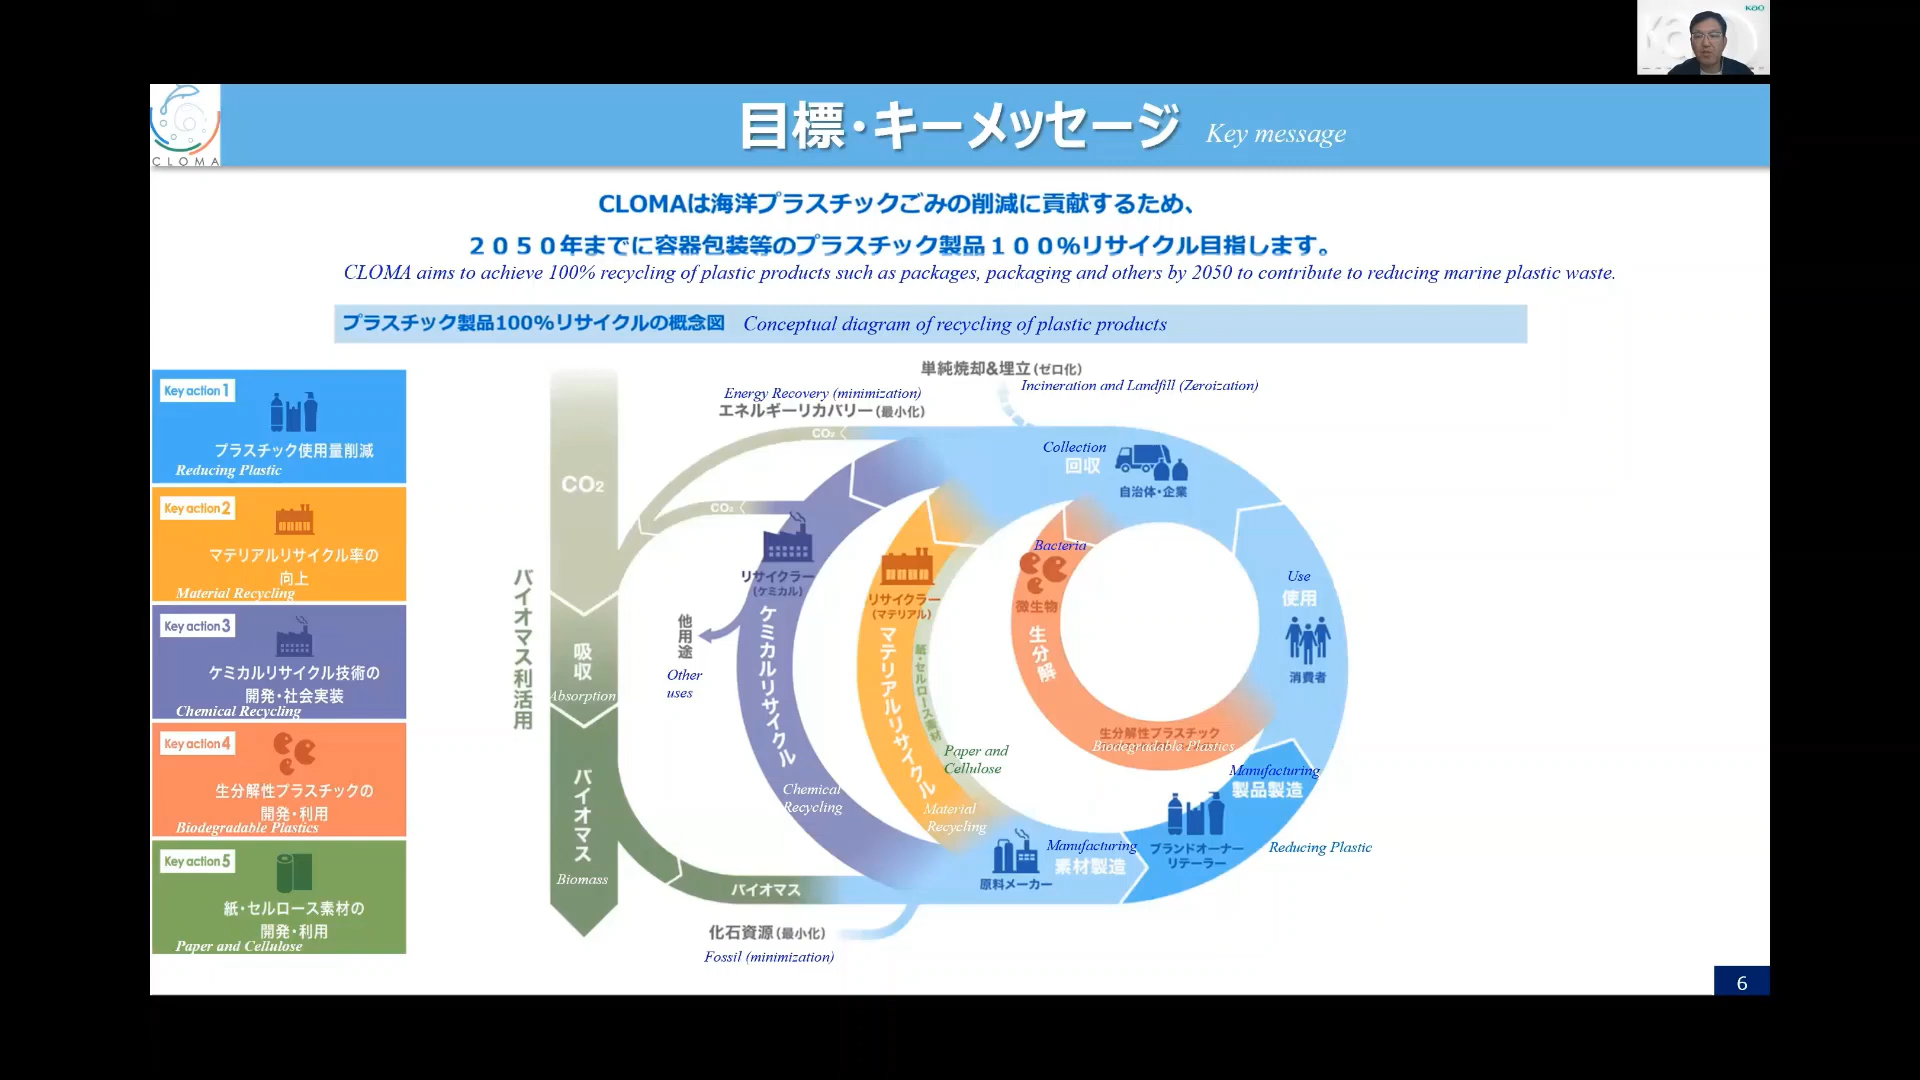 Kao
CLOMA
目標・キーメッセージ Key message
CLOMAは海洋プラスチックごみの削減に貢献するため、
２０５０年までに容器包装等のプラスチック製品１００％リサイクル目指します。
CLOMA aims to achieve 100% recycling of plastic products such as packages, packaging and others by 2050 to contribute to reducing marine plastic waste.
プラスチック製品100%リサイクルの概念図 Conceptual diagram of recycling of plastic products
Key action 1
プラスチック使用量削減
Reducing Plastic
Key action 2
マテリアルリサイクル率の
向上
Material Recycling
Key action 3
ケミカルリサイクル技術の
開発・社会実装
Chemical Recycling
Key action 4
生分解性プラスチックの
開発・利用
Biodegradable Plastics
Key action 5
紙・セルロース素材の
開発・利用
Paper and Cellulose
単純焼却&埋立(ゼロ化)
Incineration and Landfill (Zeroization)
Energy Recovery (minimization)
エネルギーリカバリー(最小化)
CO₂
CO₂
CO₂
バイオマス利活用
吸収
Absorption
バイオマス
Biomass
他用途
Other
uses
リサイクラー
(ケミカル)
ケミカルリサイクル
Chemical
Recycling
リサイクラー
(マテリアル)
マテリアルリサイクル
Material
Recycling
紙・セルロース素材
Paper and
Cellulose
Bacteria
微生物
生分解
生分解性プラスチック
Biodegradable Plastics
Collection
回収
自治体・企業
Use
使用
消費者
Manufacturing
製品製造
ブランドオーナー
リテーラー
Reducing Plastic
Manufacturing
素材製造
原料メーカー
バイオマス
化石資源(最小化)
Fossil (minimization)
6